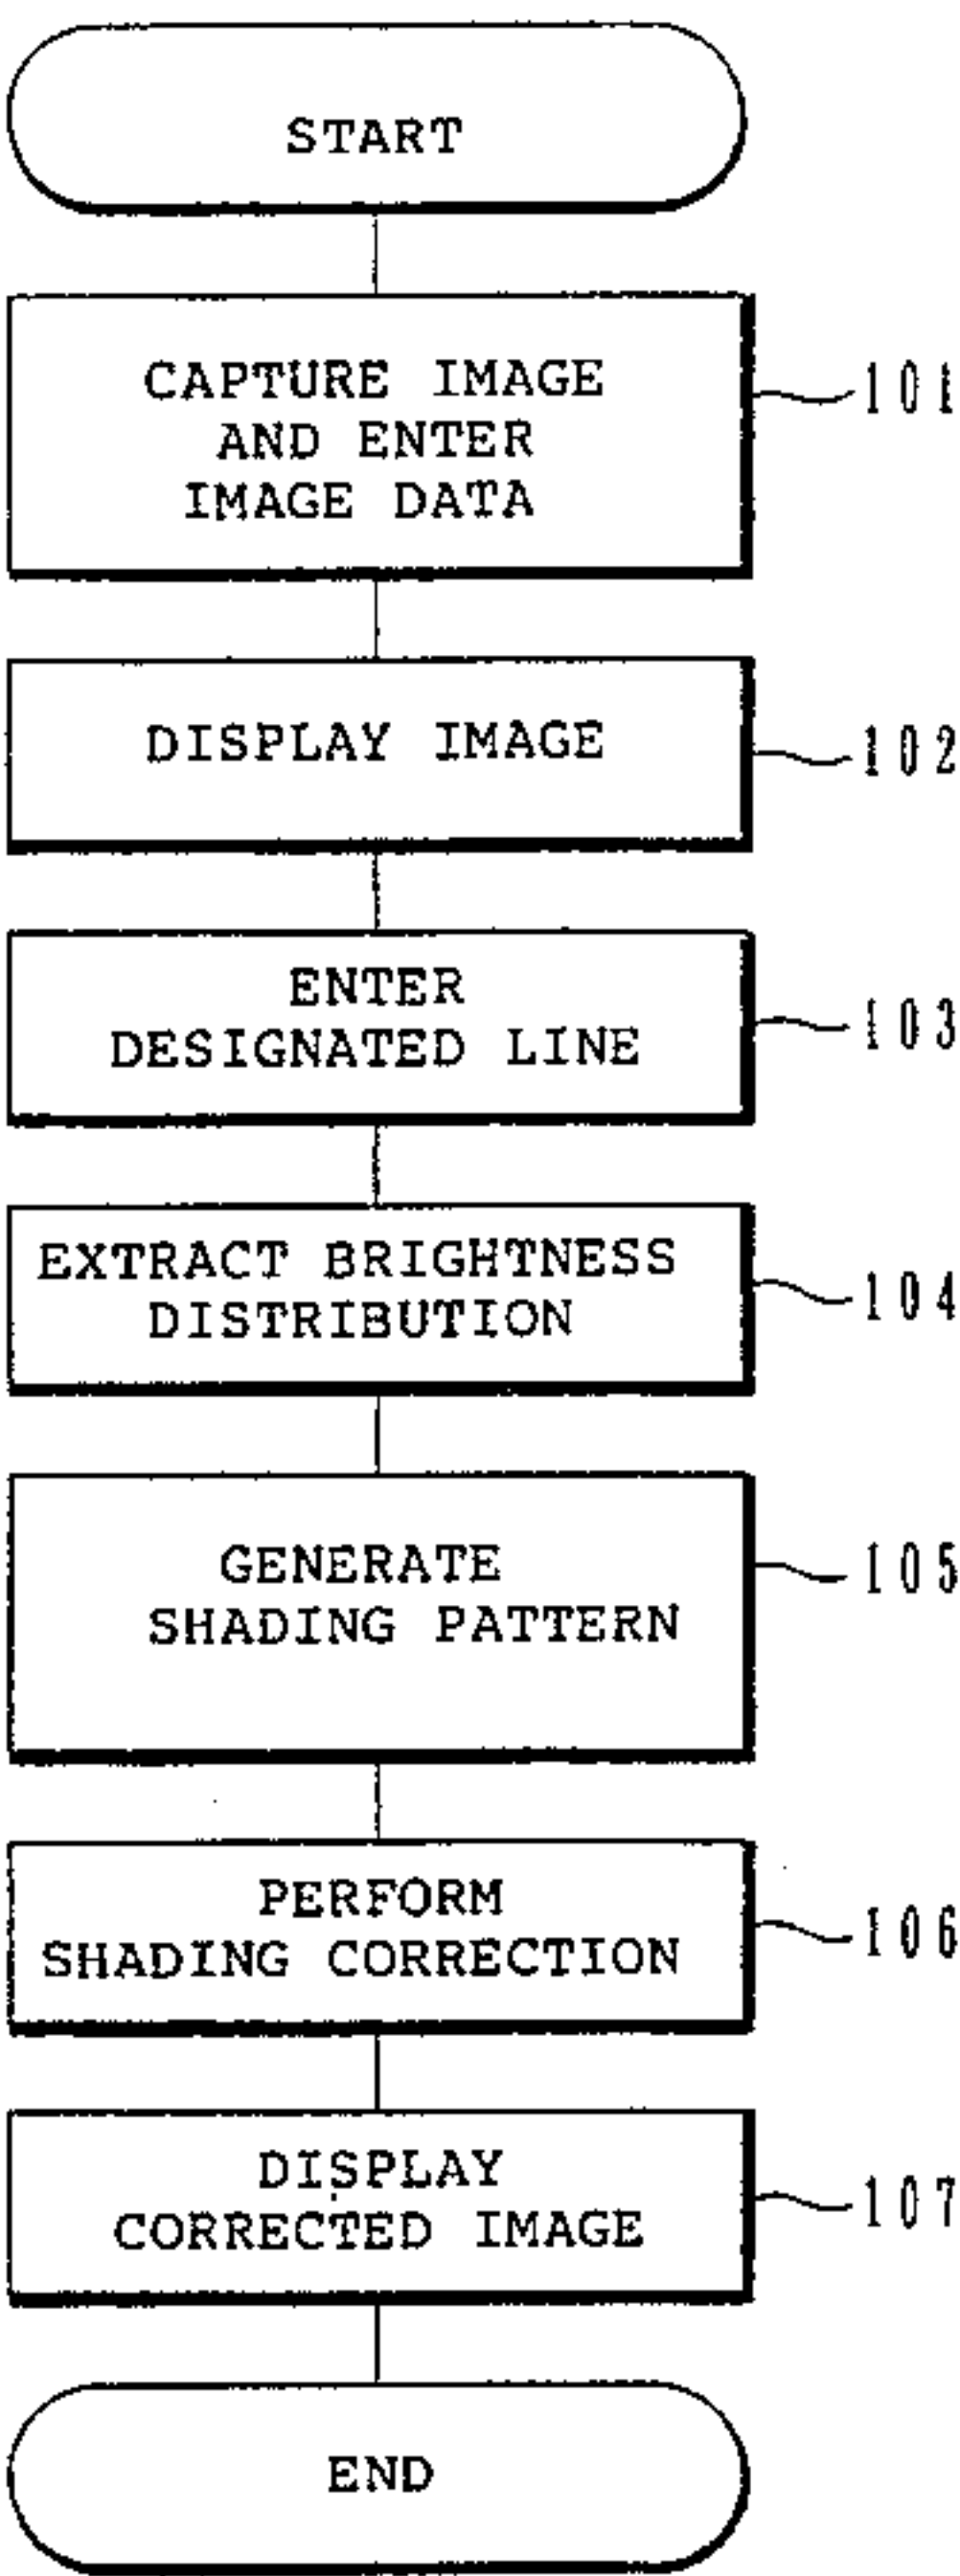 START
CAPTURE IMAGE
AND ENTER
IMAGE DATA
101
DISPLAY IMAGE
102
ENTER
DESIGNATED LINE
103
EXTRACT BRIGHTNESS
DISTRIBUTION
104
GENERATE
SHADING PATTERN
105
PERFORM
SHADING CORRECTION
106
DISPLAY
CORRECTED IMAGE
107
END